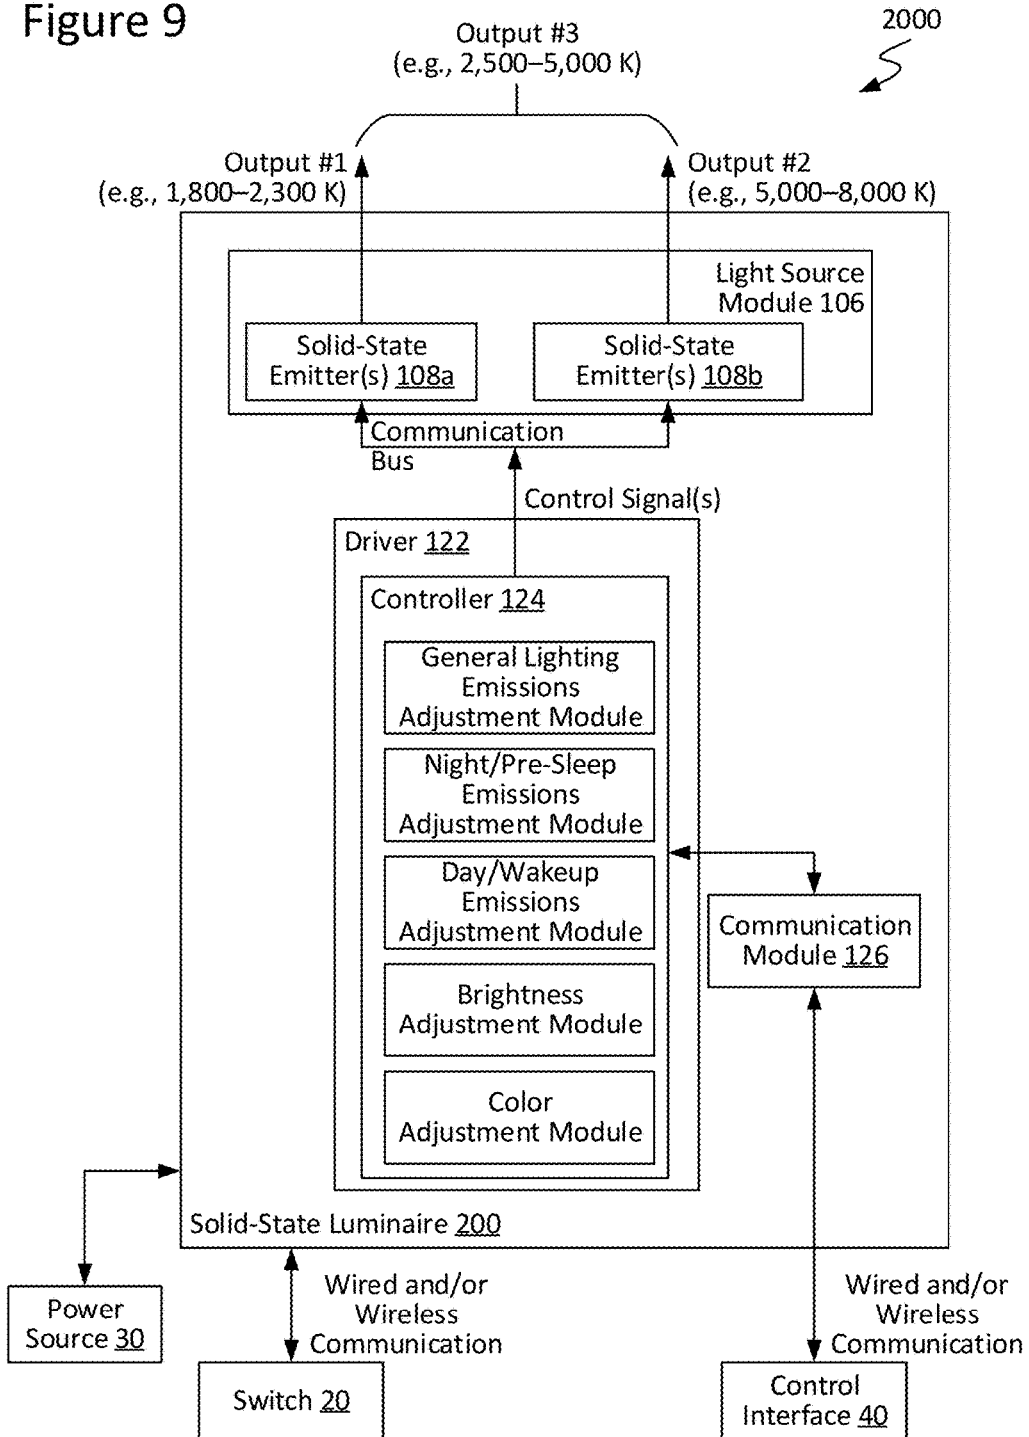 Figure 9
2000
Output #3
(e.g., 2,500–5,000 K)
Output #1
(e.g., 1,800–2,300 K)
Output #2
(e.g., 5,000–8,000 K)
Light Source
Module 106
Solid-State
Emitter(s) 108a
Solid-State
Emitter(s) 108b
Communication
Bus
Control Signal(s)
Driver 122
Controller 124
General Lighting
Emissions
Adjustment Module
Night/Pre-Sleep
Emissions
Adjustment Module
Day/Wakeup
Emissions
Adjustment Module
Brightness
Adjustment Module
Color
Adjustment Module
Communication
Module 126
Solid-State Luminaire 200
Power
Source 30
Wired and/or
Wireless
Communication
Switch 20
Wired and/or
Wireless
Communication
Control
Interface 40